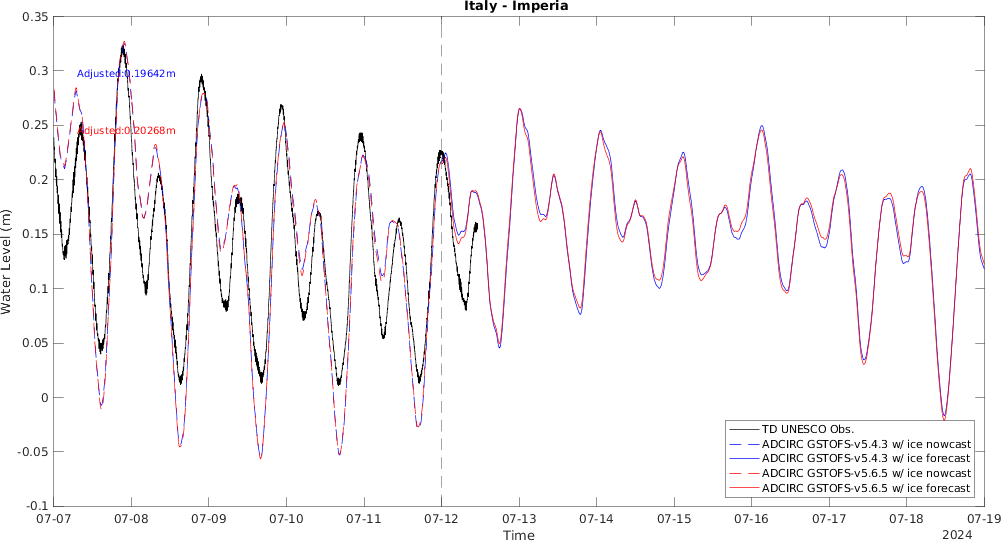 Italy - Imperia
Water Level (m)
0.35
0.3
0.25
0.2
0.15
0.1
0.05
0
-0.05
-0.1
Adjusted:0.19642m
Adjusted:0.20268m
TD UNESCO Obs.
ADCIRC GSTOFS-v5.4.3 w/ ice nowcast
ADCIRC GSTOFS-v5.4.3 w/ ice forecast
ADCIRC GSTOFS-v5.6.5 w/ ice nowcast
ADCIRC GSTOFS-v5.6.5 w/ ice forecast
07-07 07-08 07-09 07-10 07-11 07-12 07-13 07-14 07-15 07-16 07-17 07-18 07-19
Time
2024